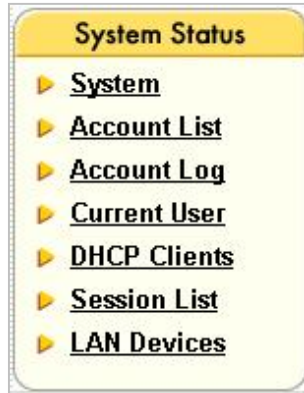 System Status
System
Account List
Account Log
Current User
DHCP Clients
Session List
LAN Devices